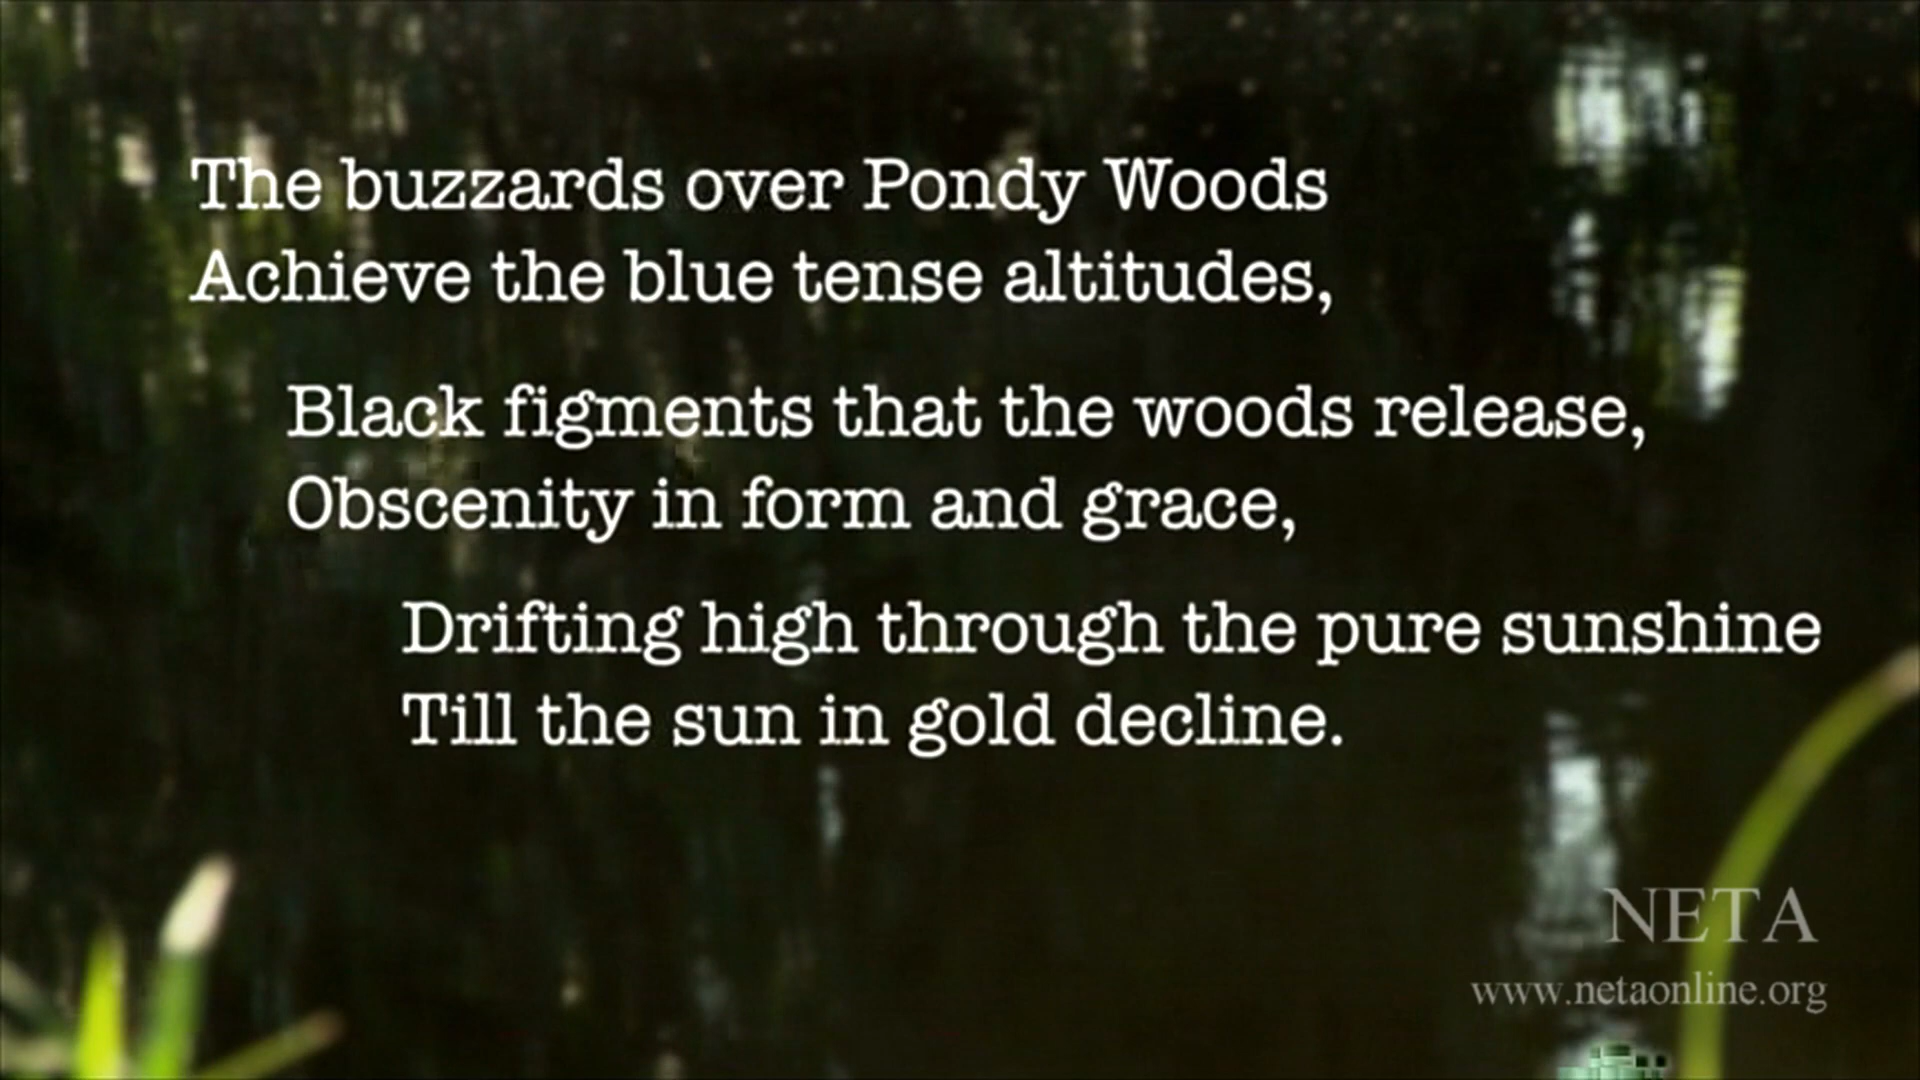 The buzzards over Pondy Woods
Achieve the blue tense altitudes,
Black figments that the woods release,
Obscenity in form and grace,
Drifting high through the pure sunshine
Till the sun in gold decline.
NETA
www.netaonline.org